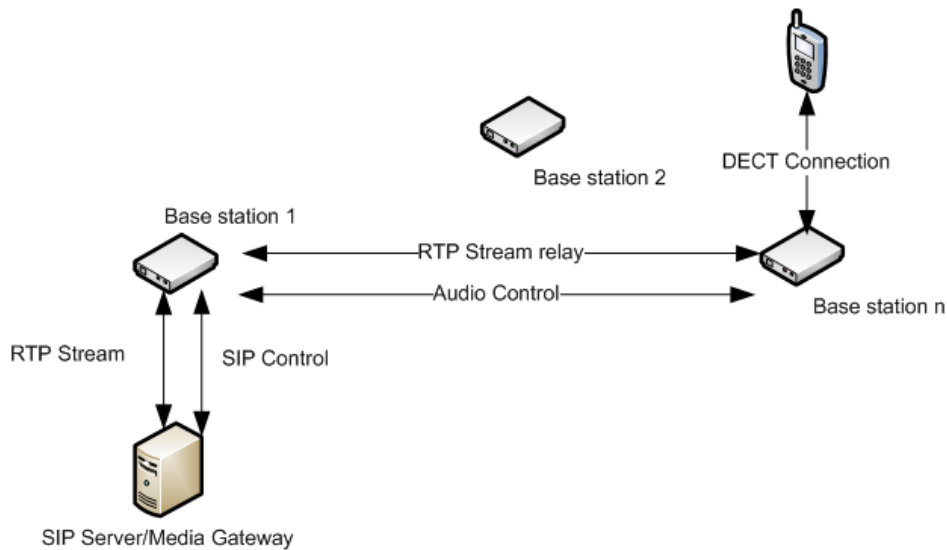 Base station 2
DECT Connection
Base station 1
RTP Stream relay
Audio Control
Base station n
RTP Stream
SIP Control
SIP Server/Media Gateway